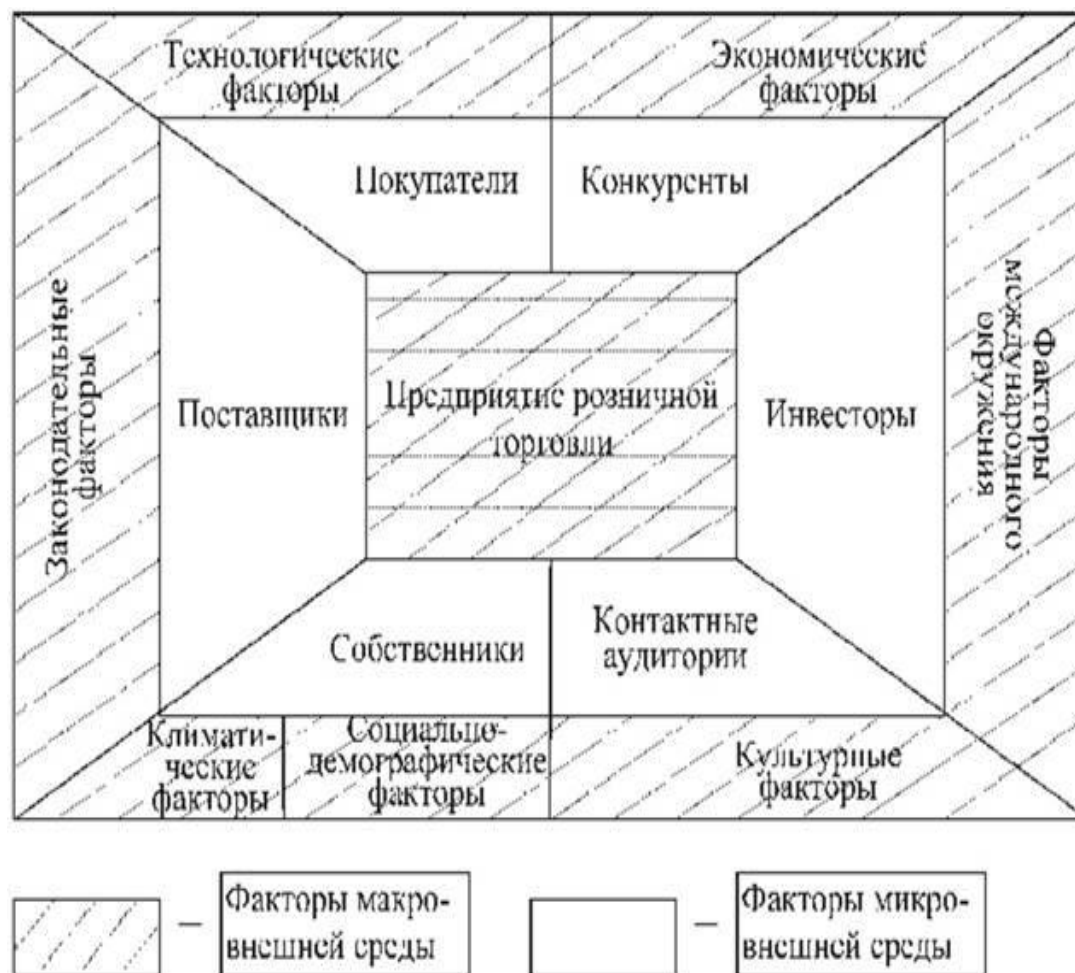 Технологические
факторы
Экономические
факторы
Покупатели
Конкуренты
Законодательные
факторы
Поставщики
Предприятие розничной
торговли
Инвесторы
Факторы
международного
окружения
Собственники
Контактные
аудитории
Климати-
ческие
факторы
Социально-
демографические
факторы
Культурные
факторы
– Факторы макро-
внешней среды
– Факторы микро-
внешней среды